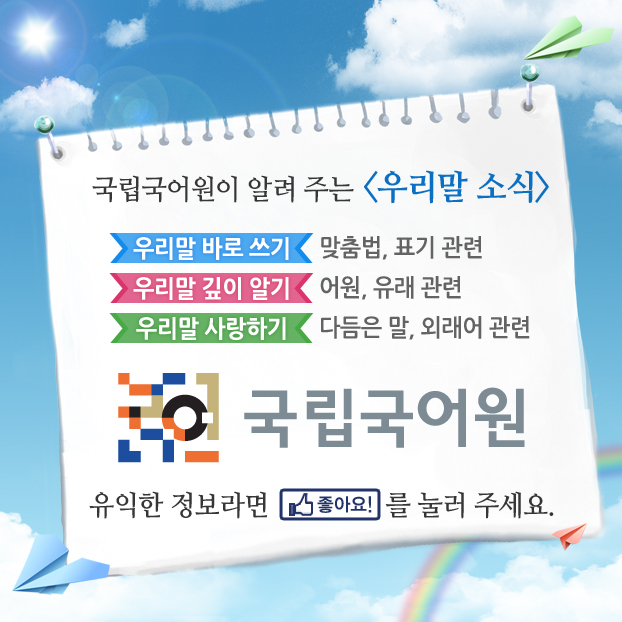 국립국어원이 알려 주는 <우리말 소식>
우리말 바로 쓰기 맞춤법, 표기 관련
우리말 깊이 알기 어원, 유래 관련
우리말 사랑하기 다듬은 말, 외래어 관련
국립국어원
유익한 정보라면 좋아요! 를 눌러 주세요.